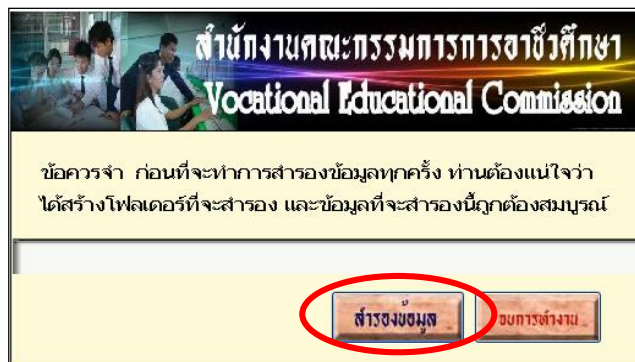 สำนักงานคณะกรรมการการอาชีวศึกษา
Vocational Educational Commission
ข้อควรจำ ก่อนที่จะทำการสำรองข้อมูลทุกครั้ง ท่านต้องแน่ใจว่า
ได้สร้างโฟลเดอร์ที่จะสำรอง และข้อมูลที่จะสำรองนี้ถูกต้องสมบูรณ์
สำรองข้อมูล